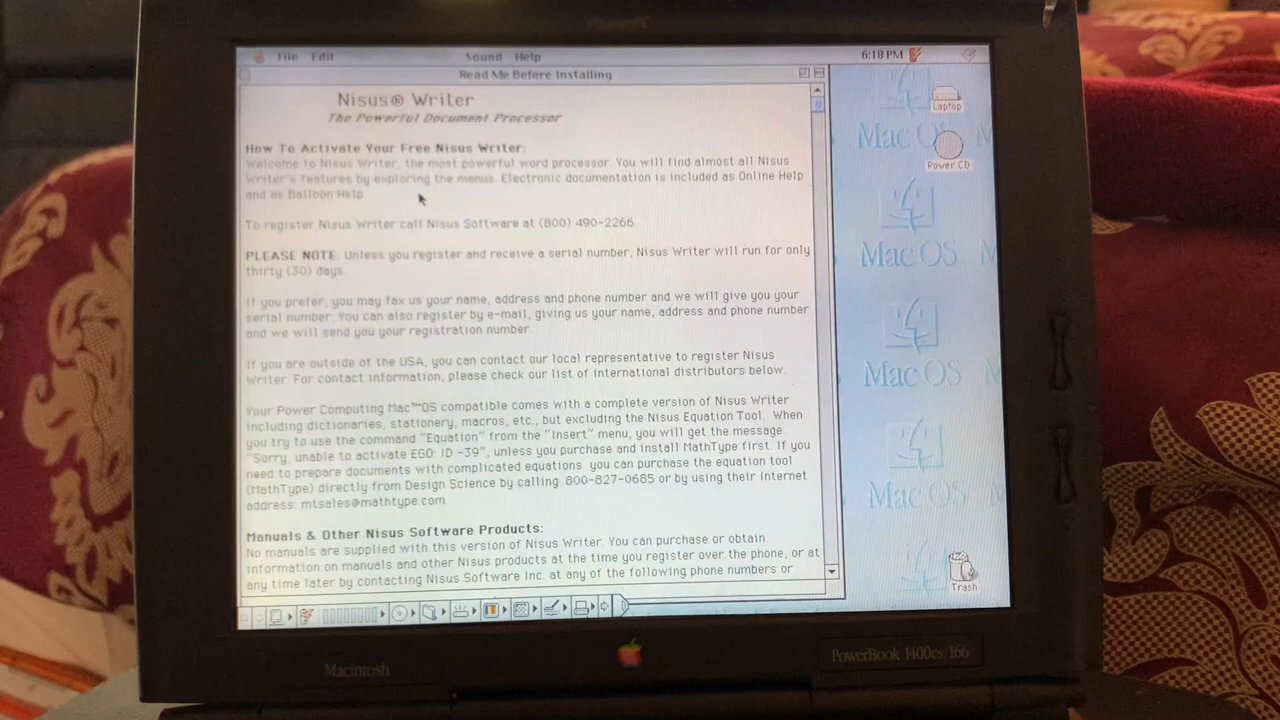 File Edit Sound Help 6:18 PM
Read Me Before Installing
Nisus® Writer
The Powerful Document Processor
How To Activate Your Free Nisus Writer:
Welcome to Nisus Writer, the most powerful word processor. You will find almost all Nisus
Writer's features by exploring the menus. Electronic documentation is included as Online Help
and as Balloon Help.
To register Nisus Writer call Nisus Software at (800) 490-2266.
PLEASE NOTE: Unless you register and receive a serial number, Nisus Writer will run for only
thirty (30) days.
If you prefer, you may fax us your name, address and phone number and we will give you your
serial number. You can also register by e-mail, giving us your name, address and phone number
and we will send you your registration number.
If you are outside of the USA, you can contact our local representative to register Nisus
Writer. For contact information, please check our list of international distributors below.
Your Power Computing Mac™OS compatible comes with a complete version of Nisus Writer
including dictionaries, stationery, macros, etc., but excluding the Nisus Equation Tool. When
you try to use the command "Equation" from the "Insert" menu, you will get the message:
"Sorry, unable to activate EGO: ID -39", unless you purchase and install MathType first. If you
need to prepare documents with complicated equations you can purchase the equation tool
(MathType) directly from Design Science by calling: 800-827-0685 or by using their Internet
address: mtsales@mathtype.com
Manuals & Other Nisus Software Products:
No manuals are supplied with this version of Nisus Writer. You can purchase or obtain
information on manuals and other Nisus products at the time you register over the phone, or at
any time later by contacting Nisus Software Inc. at any of the following phone numbers or
Laptop
Power CD
Mac OS
Mac OS
Mac OS
Mac OS
Trash
Macintosh
PowerBook 1400cs/166